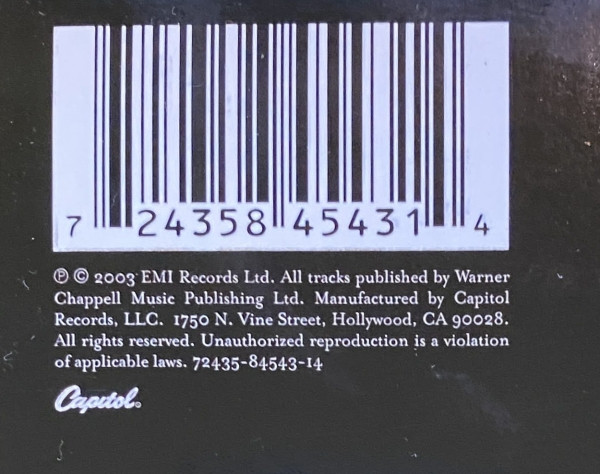 7 24358 45431 4
℗ © 2003 EMI Records Ltd. All tracks published by Warner
Chappell Music Publishing Ltd. Manufactured by Capitol
Records, LLC. 1750 N. Vine Street, Hollywood, CA 90028.
All rights reserved. Unauthorized reproduction is a violation
of applicable laws. 72435-84543-14
Capitol.